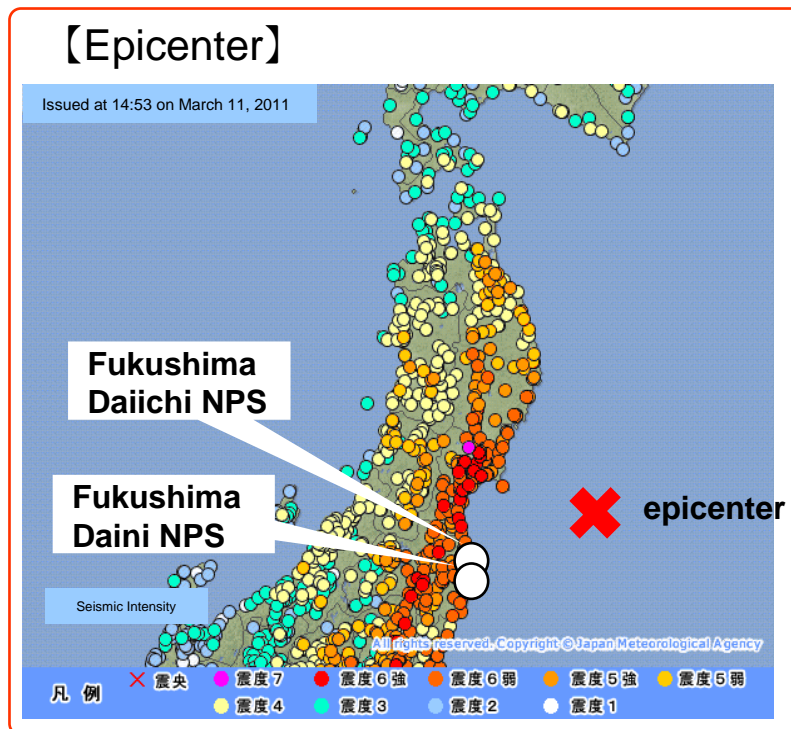 【Epicenter】
Issued at 14:53 on March 11, 2011
Fukushima
Daiichi NPS
Fukushima
Daini NPS
epicenter
Seismic Intensity
All rights reserved. Copyright © Japan Meteorological Agency
凡 例 震央 震度7 震度6強 震度6弱 震度5強 震度5弱
震度4 震度3 震度2 震度1